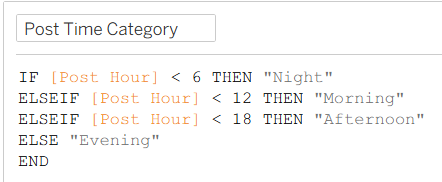 Post Time Category
IF [Post Hour] < 6 THEN "Night"
ELSEIF [Post Hour] < 12 THEN "Morning"
ELSEIF [Post Hour] < 18 THEN "Afternoon"
ELSE "Evening"
END